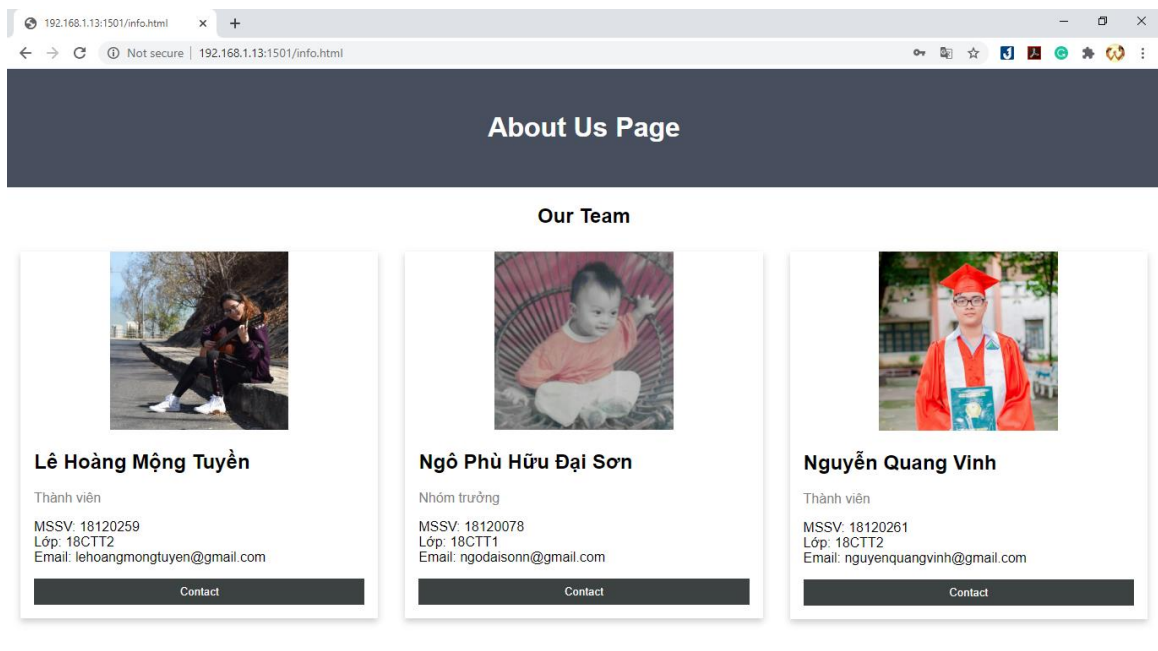 192.168.1.13:1501/info.html
Not secure | 192.168.1.13:1501/info.html
About Us Page
Our Team
Lê Hoàng Mộng Tuyền
Thành viên
MSSV: 18120259
Lớp: 18CTT2
Email: lehoangmongtuyen@gmail.com
Contact
Ngô Phù Hữu Đại Sơn
Nhóm trưởng
MSSV: 18120078
Lớp: 18CTT1
Email: ngodaisonn@gmail.com
Contact
Nguyễn Quang Vinh
Thành viên
MSSV: 18120261
Lớp: 18CTT2
Email: nguyenquangvinh@gmail.com
Contact